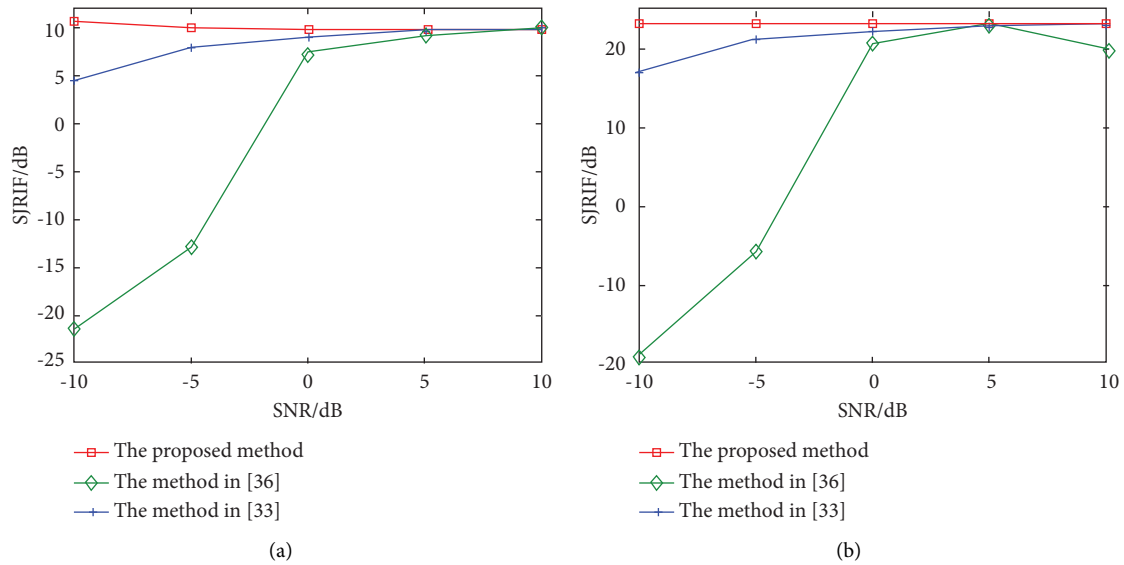 10
5
0
-5
-10
-15
-20
-25
SJRIF/dB
-10 -5 0 5 10
SNR/dB
The proposed method
The method in [36]
The method in [33]
(a)
20
10
0
-10
-20
SJRIF/dB
-10 -5 0 5 10
SNR/dB
The proposed method
The method in [36]
The method in [33]
(b)